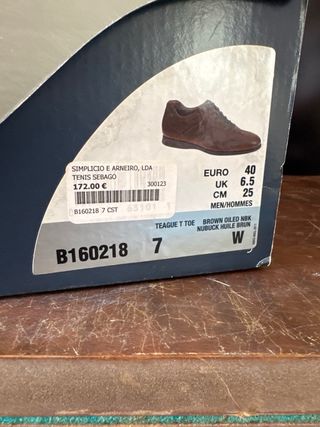 SIMPLICIO E ARNEIRO, LDA
TENIS SEBAGO
172.00 € 300123
B160218 7 CST
EURO 40
UK 6.5
CM 25
MEN/HOMMES
TEAGUE T TOE BROWN OILED NBK
NUBUCK HUILE BRUN
B160218 7 W